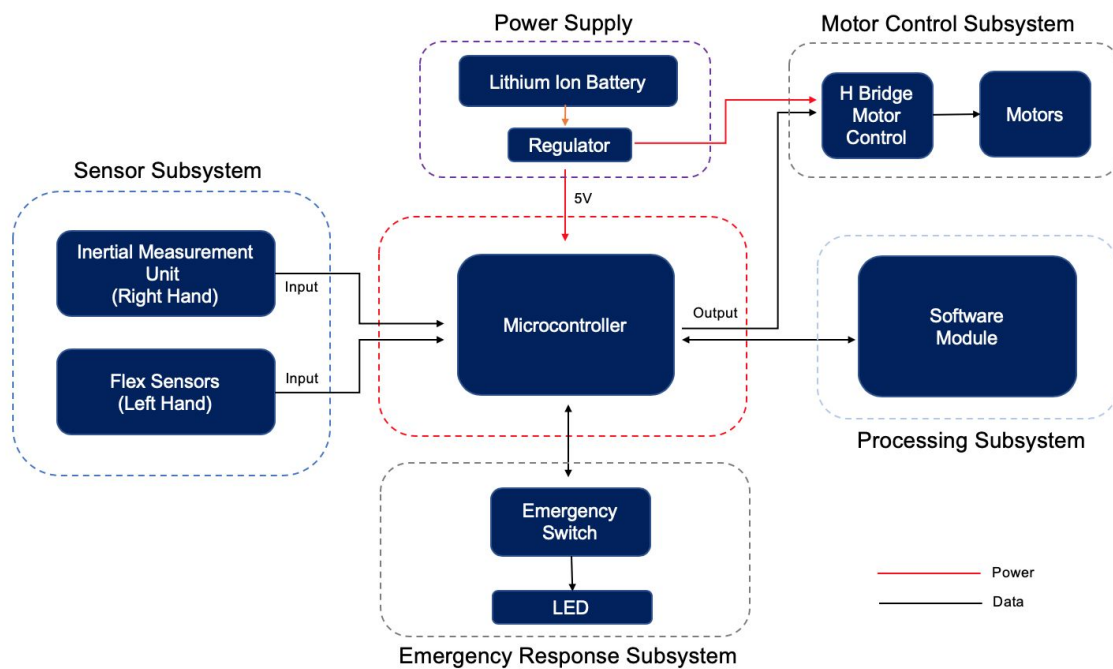 Power Supply
Motor Control Subsystem
Lithium Ion Battery
Regulator
H Bridge
Motor
Control
Motors
Sensor Subsystem
5V
Inertial Measurement
Unit
(Right Hand)
Input
Flex Sensors
(Left Hand)
Input
Microcontroller
Output
Software
Module
Processing Subsystem
Emergency
Switch
LED
Emergency Response Subsystem
Power
Data